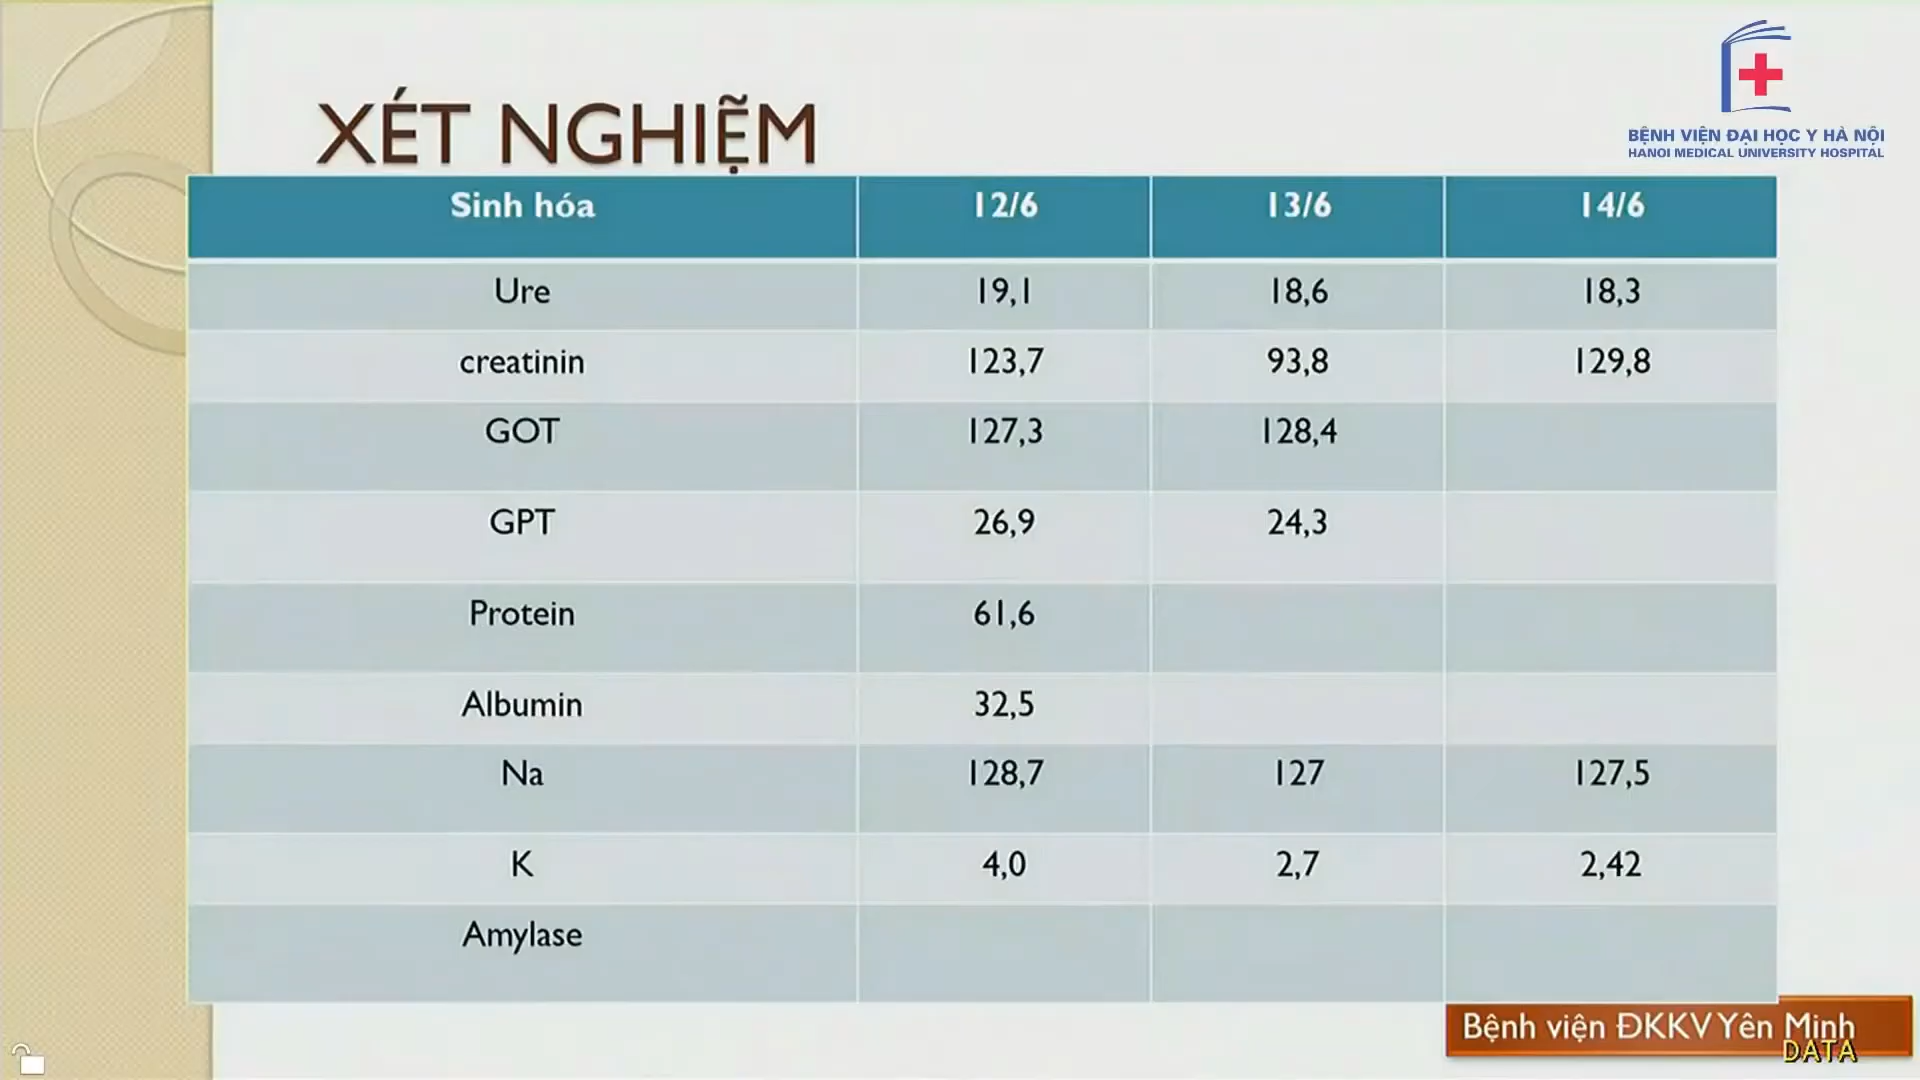 BỆNH VIỆN ĐẠI HỌC Y HÀ NỘI
HANOI MEDICAL UNIVERSITY HOSPITAL
XÉT NGHIỆM
Sinh hóa 12/6 13/6 14/6
Ure 19,1 18,6 18,3
creatinin 123,7 93,8 129,8
GOT 127,3 128,4
GPT 26,9 24,3
Protein 61,6
Albumin 32,5
Na 128,7 127 127,5
K 4,0 2,7 2,42
Amylase
Bệnh viện ĐKKV Yên Minh
DATA